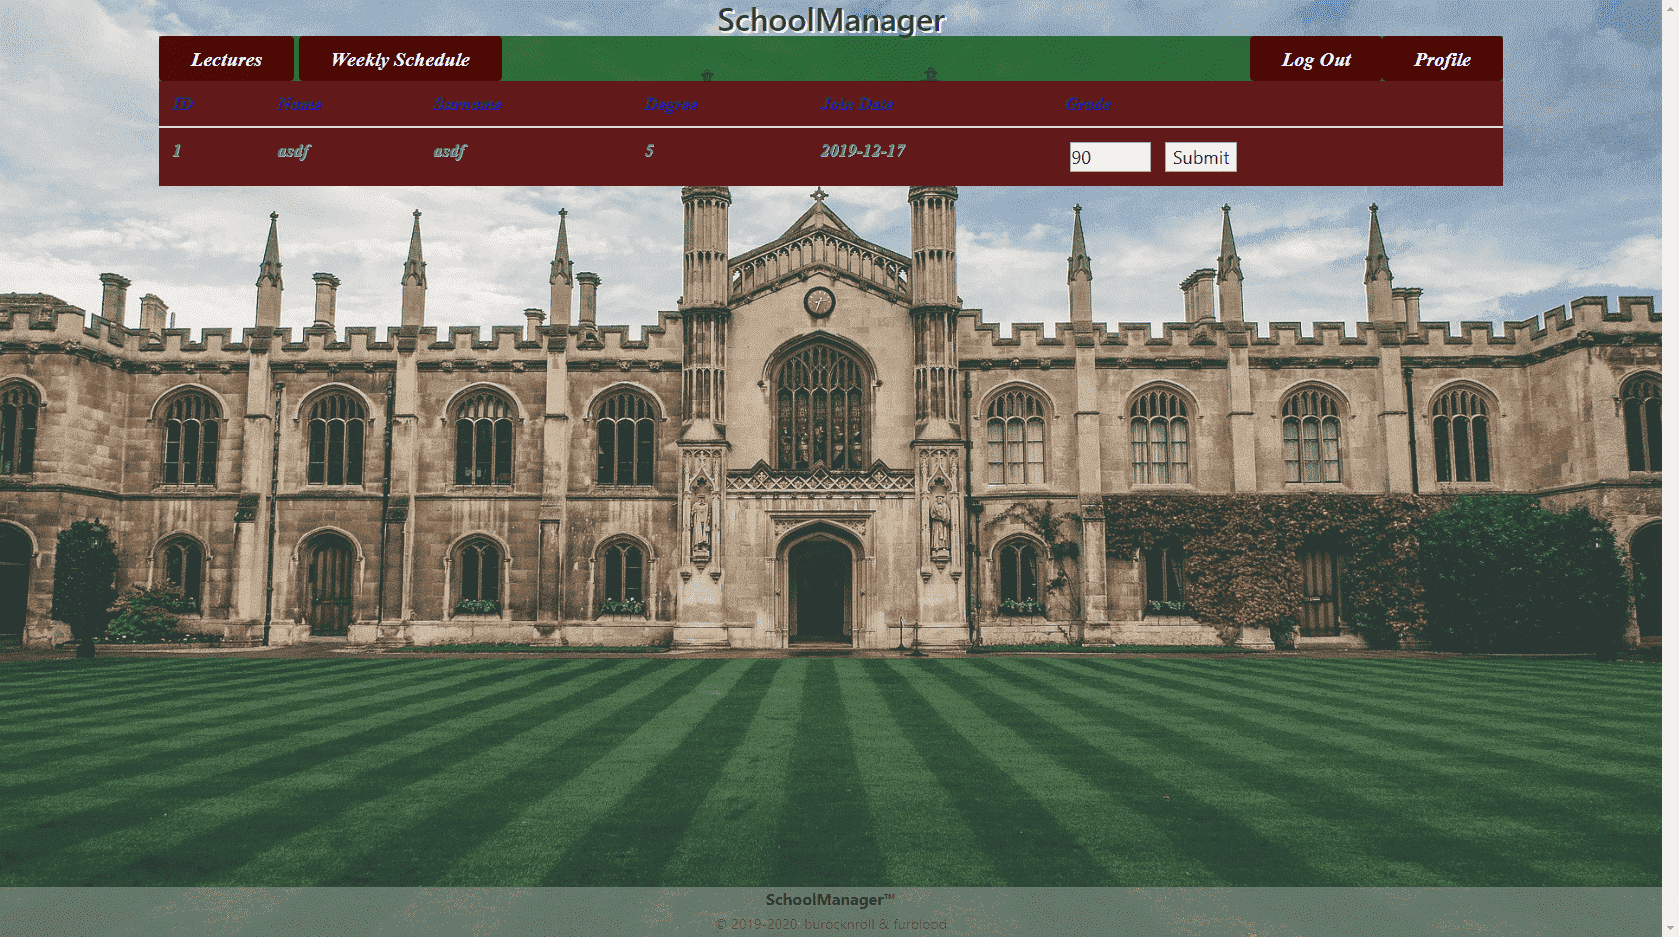 SchoolManager
Lectures Weekly Schedule Log Out Profile
ID Name Surname Degree Join Date Grade
1 asdf asdf 5 2019-12-17 90 Submit
SchoolManager™
© 2019-2020. burocknroll & furblood